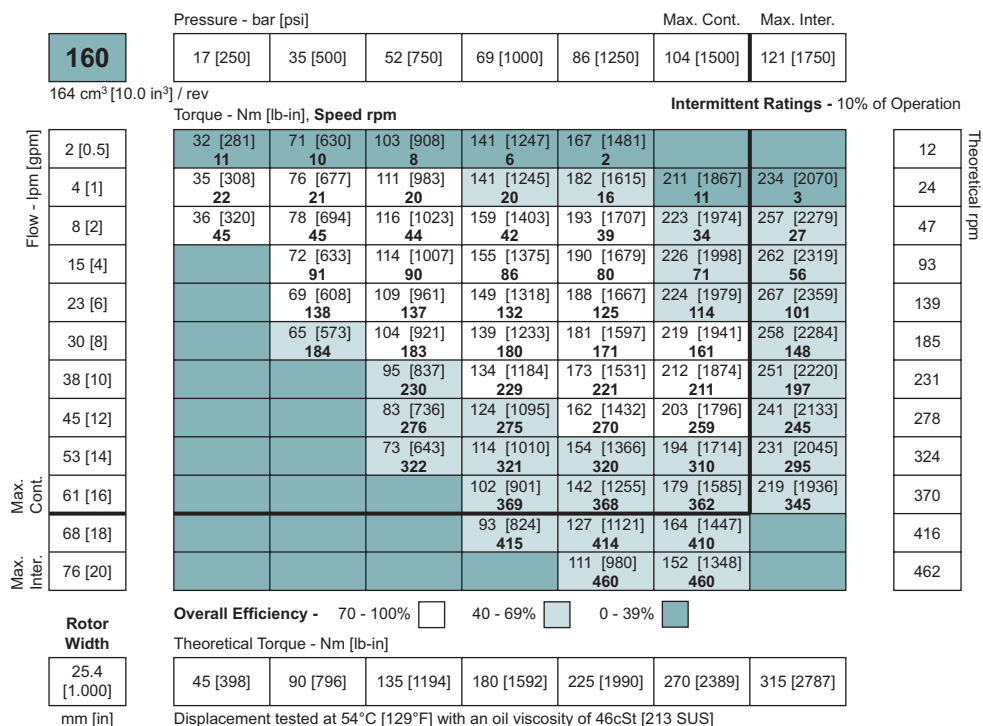 Pressure - bar [psi] Max. Cont. Max. Inter.
160 17 [250] 35 [500] 52 [750] 69 [1000] 86 [1250] 104 [1500] 121 [1750]
164 cm³ [10.0 in³] / rev
Torque - Nm [lb-in], Speed rpm Intermittent Ratings - 10% of Operation
Flow - lpm [gpm]
Theoretical rpm
2 [0.5] 32 [281] 71 [630] 103 [908] 141 [1247] 167 [1481] 12
11 10 8 6 2
4 [1] 35 [308] 76 [677] 111 [983] 141 [1245] 182 [1615] 211 [1867] 234 [2070] 24
22 21 20 20 16 11 3
8 [2] 36 [320] 78 [694] 116 [1023] 159 [1403] 193 [1707] 223 [1974] 257 [2279] 47
45 45 44 42 39 34 27
15 [4] 72 [633] 114 [1007] 155 [1375] 190 [1679] 226 [1998] 262 [2319] 93
91 90 86 80 71 56
23 [6] 69 [608] 109 [961] 149 [1318] 188 [1667] 224 [1979] 267 [2359] 139
138 137 132 125 114 101
30 [8] 65 [573] 104 [921] 139 [1233] 181 [1597] 219 [1941] 258 [2284] 185
184 183 180 171 161 148
38 [10] 95 [837] 134 [1184] 173 [1531] 212 [1874] 251 [2220] 231
230 229 221 211 197
45 [12] 83 [736] 124 [1095] 162 [1432] 203 [1796] 241 [2133] 278
276 275 270 259 245
53 [14] 73 [643] 114 [1010] 154 [1366] 194 [1714] 231 [2045] 324
322 321 320 310 295
Max. Cont.
61 [16] 102 [901] 142 [1255] 179 [1585] 219 [1936] 370
369 368 362 345
68 [18] 93 [824] 127 [1121] 164 [1447] 416
415 414 410
Max. Inter.
76 [20] 111 [980] 152 [1348] 462
460 460
Overall Efficiency - 70 - 100% 40 - 69% 0 - 39%
Rotor
Width
Theoretical Torque - Nm [lb-in]
25.4
[1.000]
45 [398] 90 [796] 135 [1194] 180 [1592] 225 [1990] 270 [2389] 315 [2787]
mm [in] Displacement tested at 54°C [129°F] with an oil viscosity of 46cSt [213 SUS]